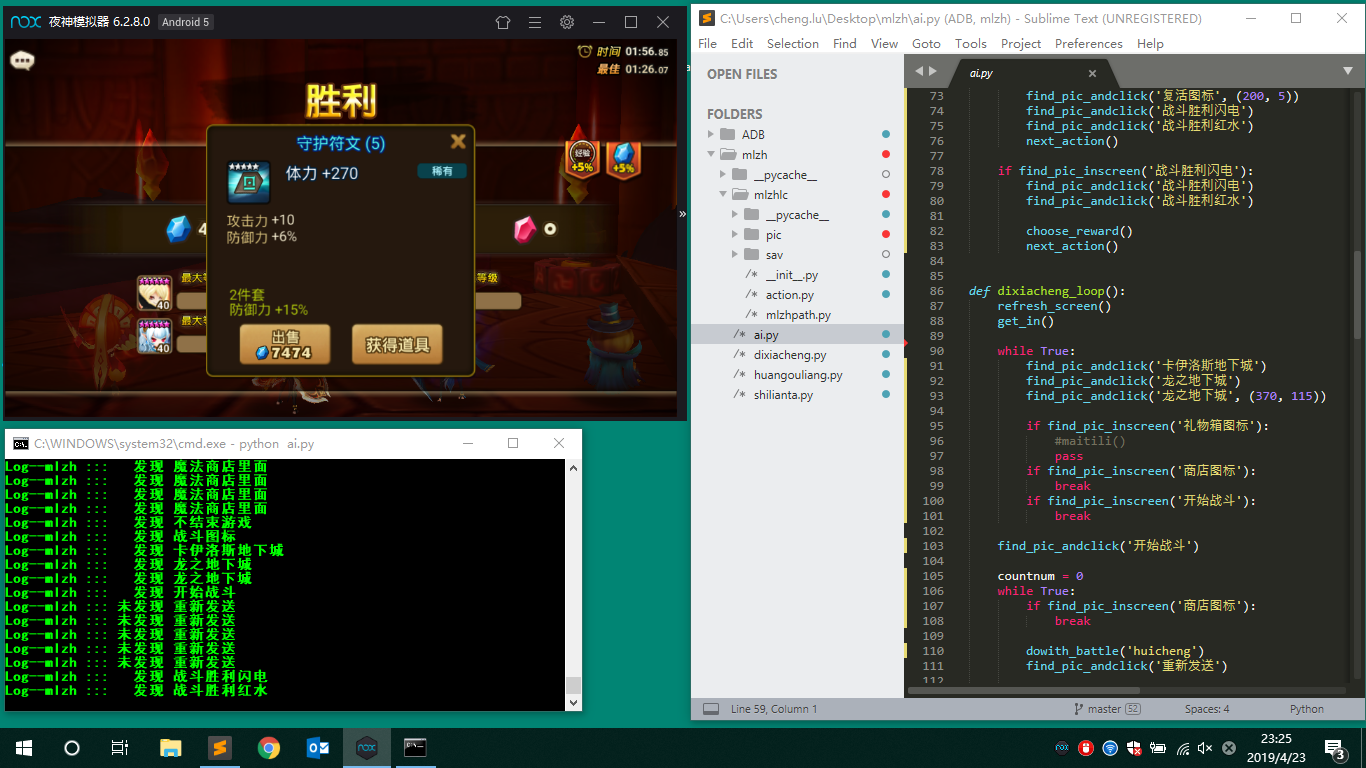 nox 夜神模拟器 6.2.8.0 Android 5
时间 01:56.85
最佳 01:26.07
胜利
守护符文 (5)
体力 +270
稀有
攻击力 +10
防御力 +6%
经验
+5%
+5%
4
0
最大等
等级
40
最大等
40
2件套
防御力 +15%
出售
7474
获得道具
»
C:\WINDOWS\system32\cmd.exe - python ai.py
Log--mlzh ::: 发现 魔法商店里面
Log--mlzh ::: 发现 魔法商店里面
Log--mlzh ::: 发现 魔法商店里面
Log--mlzh ::: 发现 魔法商店里面
Log--mlzh ::: 发现 不结束游戏
Log--mlzh ::: 发现 战斗图标
Log--mlzh ::: 发现 卡伊洛斯地下城
Log--mlzh ::: 发现 龙之地下城
Log--mlzh ::: 发现 龙之地下城
Log--mlzh ::: 发现 开始战斗
Log--mlzh ::: 未发现 重新发送
Log--mlzh ::: 未发现 重新发送
Log--mlzh ::: 未发现 重新发送
Log--mlzh ::: 未发现 重新发送
Log--mlzh ::: 未发现 重新发送
Log--mlzh ::: 发现 战斗胜利闪电
Log--mlzh ::: 发现 战斗胜利红水
C:\Users\cheng.lu\Desktop\mlzh\ai.py (ADB, mlzh) - Sublime Text (UNREGISTERED)
File Edit Selection Find View Goto Tools Project Preferences Help
OPEN FILES
FOLDERS
ADB
mlzh
__pycache__
mlzhlc
__pycache__
pic
sav
/* __init__.py
/* action.py
/* mlzhpath.py
/* ai.py
/* dixiacheng.py
/* huangouliang.py
/* shilianta.py
ai.py
73 find_pic_andclick('复活图标', (200, 5))
74 find_pic_andclick('战斗胜利闪电')
75 find_pic_andclick('战斗胜利红水')
76 next_action()
77
78 if find_pic_inscreen('战斗胜利闪电'):
79 find_pic_andclick('战斗胜利闪电')
80 find_pic_andclick('战斗胜利红水')
81
82 choose_reward()
83 next_action()
84
85
86 def dixiacheng_loop():
87 refresh_screen()
88 get_in()
89
90 while True:
91 find_pic_andclick('卡伊洛斯地下城')
92 find_pic_andclick('龙之地下城')
93 find_pic_andclick('龙之地下城', (370, 115))
94
95 if find_pic_inscreen('礼物箱图标'):
96 #maitili()
97 pass
98 if find_pic_inscreen('商店图标'):
99 break
100 if find_pic_inscreen('开始战斗'):
101 break
102
103 find_pic_andclick('开始战斗')
104
105 countnum = 0
106 while True:
107 if find_pic_inscreen('商店图标'):
108 break
109
110 dowith_battle('huicheng')
111 find_pic_andclick('重新发送')
112
Line 59, Column 1 master 52 Spaces: 4 Python
23:25
2019/4/23
3